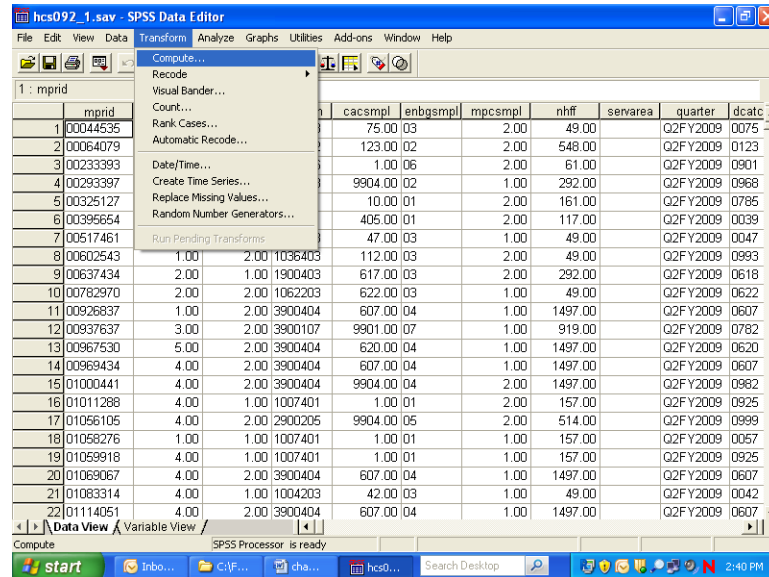 hcs092_1.sav - SPSS Data Editor
File Edit View Data Transform Analyze Graphs Utilities Add-ons Window Help
Compute...
Recode
Visual Bander...
Count...
Rank Cases...
Automatic Recode...
Date/Time...
Create Time Series...
Replace Missing Values...
Random Number Generators...
Run Pending Transforms
1 : mprid
mprid cacsmpl enbgsmpl mpcsmpl nhff servarea quarter dcatc
1 00044535 75.00 03 2.00 49.00 Q2FY2009 0075
2 00064079 123.00 02 2.00 548.00 Q2FY2009 0123
3 00233393 1.00 06 2.00 61.00 Q2FY2009 0901
4 00293397 9904.00 02 1.00 292.00 Q2FY2009 0968
5 00325127 10.00 01 2.00 161.00 Q2FY2009 0785
6 00395654 405.00 01 2.00 117.00 Q2FY2009 0039
7 00517461 47.00 03 1.00 49.00 Q2FY2009 0047
8 00602543 1.00 2.00 1036403 112.00 03 2.00 49.00 Q2FY2009 0993
9 00637434 2.00 1.00 1900403 617.00 03 2.00 292.00 Q2FY2009 0618
10 00782970 2.00 2.00 1062203 622.00 03 1.00 49.00 Q2FY2009 0622
11 00926837 1.00 2.00 3900404 607.00 04 1.00 1497.00 Q2FY2009 0607
12 00937637 3.00 2.00 3900107 9901.00 07 1.00 919.00 Q2FY2009 0782
13 00967530 5.00 2.00 3900404 620.00 04 1.00 1497.00 Q2FY2009 0620
14 00969434 4.00 2.00 3900404 607.00 04 1.00 1497.00 Q2FY2009 0607
15 01000441 4.00 2.00 3900404 9904.00 04 2.00 1497.00 Q2FY2009 0982
16 01011288 4.00 1.00 1007401 1.00 01 2.00 157.00 Q2FY2009 0925
17 01056105 4.00 2.00 2900205 9904.00 05 2.00 514.00 Q2FY2009 0999
18 01058276 1.00 1.00 1007401 1.00 01 1.00 157.00 Q2FY2009 0057
19 01059918 4.00 1.00 1007401 1.00 01 1.00 157.00 Q2FY2009 0925
20 01069067 4.00 2.00 3900404 607.00 04 1.00 1497.00 Q2FY2009 0607
21 01083314 4.00 1.00 1004203 42.00 03 1.00 49.00 Q2FY2009 0042
22 01114051 4.00 2.00 3900404 607.00 04 1.00 1497.00 Q2FY2009 0607
Data View Variable View
Compute SPSS Processor is ready
start Inbo... C:\F... cha... hcs0... Search Desktop N 2:40 PM